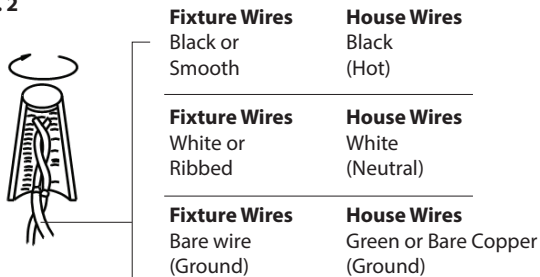 . 2
Fixture Wires House Wires
Black or Black
Smooth (Hot)
Fixture Wires House Wires
White or White
Ribbed (Neutral)
Fixture Wires House Wires
Bare wire Green or Bare Copper
(Ground) (Ground)